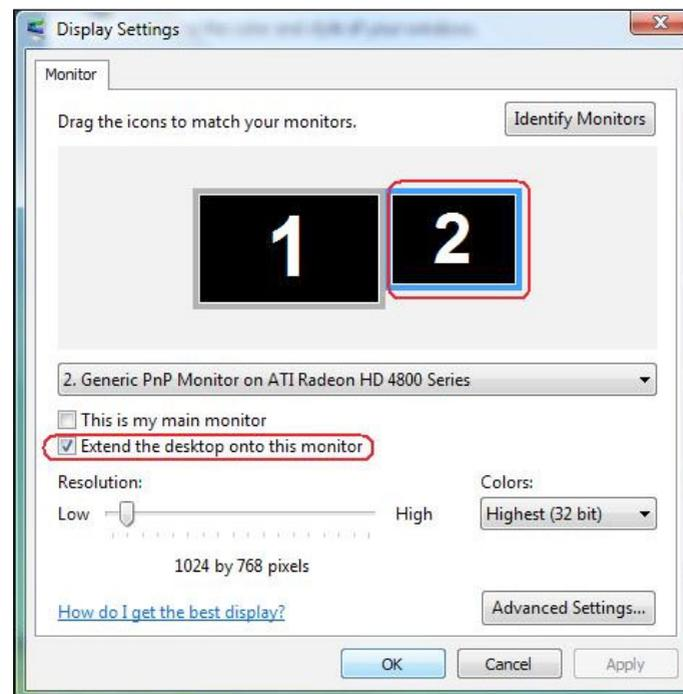 Display Settings
Monitor
Drag the icons to match your monitors.
Identify Monitors
1
2
2. Generic PnP Monitor on ATI Radeon HD 4800 Series
This is my main monitor
Extend the desktop onto this monitor
Resolution:
Colors:
Low
High
Highest (32 bit)
1024 by 768 pixels
How do I get the best display?
Advanced Settings...
OK
Cancel
Apply